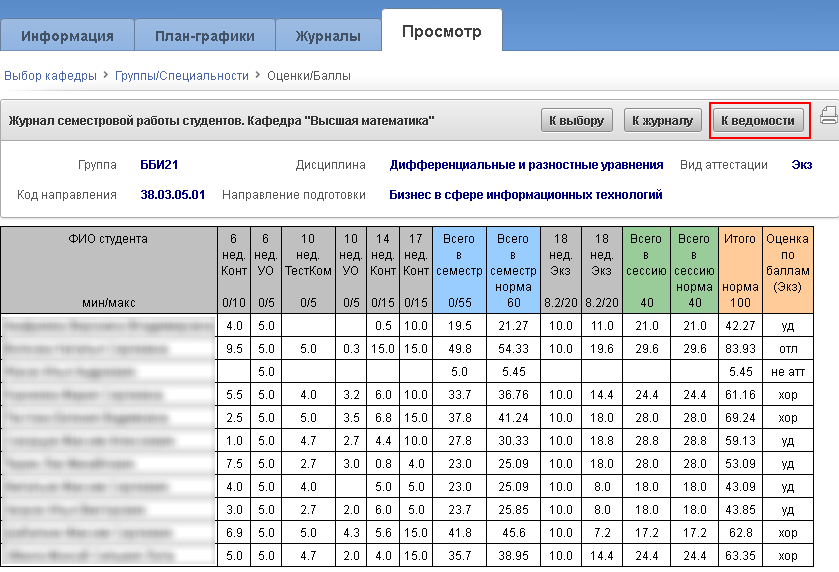 Информация План-графики Журналы Просмотр
Выбор кафедры > Группы/Специальности > Оценки/Баллы
Журнал семестровой работы студентов. Кафедра "Высшая математика" К выбору К журналу К ведомости
Группа ББИ21 Дисциплина Дифференциальные и разностные уравнения Вид аттестации Экз
Код направления 38.03.05.01 Направление подготовки Бизнес в сфере информационных технологий
ФИО студента 6 6 10 10 14 17 Всего Всего 18 18 Всего Всего Итого Оценка
нед. нед. нед. нед. нед. нед. в в нед. нед. в в по
Конт УО ТестКом УО Конт Конт семестр семестр Экз Экз сессию сессию баллам
норма норма норма (Экз)
мин/макс 0/10 0/5 0/5 0/5 0/15 0/15 0/55 60 8.2/20 8.2/20 40 40 100
4.0 5.0 0.5 10.0 19.5 21.27 10.0 11.0 21.0 21.0 42.27 уд
9.5 5.0 5.0 0.3 15.0 15.0 49.8 54.33 10.0 19.6 29.6 29.6 83.93 отл
5.0 5.0 5.45 5.45 не атт
5.5 5.0 4.0 3.2 6.0 10.0 33.7 36.76 10.0 14.4 24.4 24.4 61.16 хор
2.5 5.0 5.0 3.5 6.8 15.0 37.8 41.24 10.0 18.0 28.0 28.0 69.24 хор
1.0 5.0 4.7 2.7 4.4 10.0 27.8 30.33 10.0 18.8 28.8 28.8 59.13 уд
7.5 5.0 2.7 3.0 0.8 4.0 23.0 25.09 10.0 18.0 28.0 28.0 53.09 уд
4.0 5.0 4.0 5.0 5.0 23.0 25.09 10.0 8.0 18.0 18.0 43.09 уд
3.0 5.0 2.7 2.0 6.0 5.0 23.7 25.85 10.0 8.0 18.0 18.0 43.85 уд
6.9 5.0 5.0 4.3 5.6 15.0 41.8 45.6 10.0 7.2 17.2 17.2 62.8 хор
5.0 5.0 4.7 2.0 4.0 15.0 35.7 38.95 10.0 14.4 24.4 24.4 63.35 хор